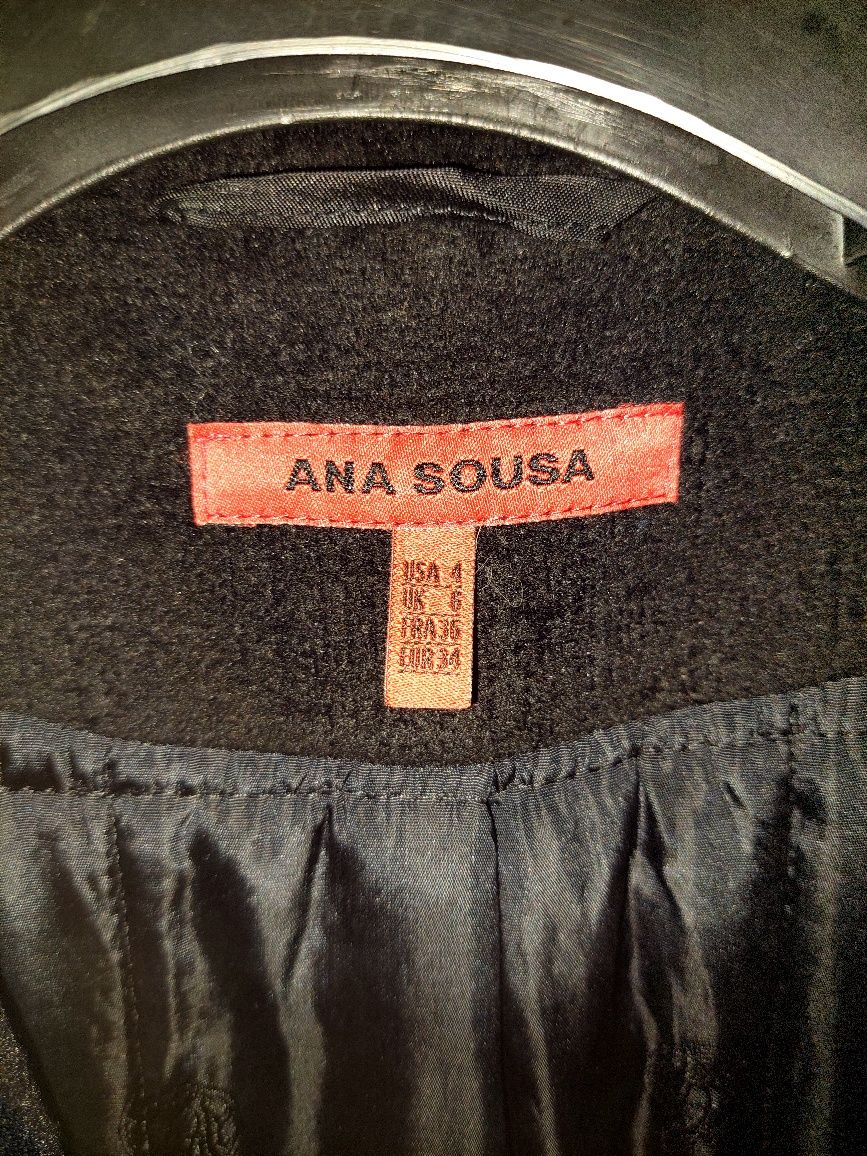 ANA SOUSA
USA 4
UK 6
FRA 36
EUR 34